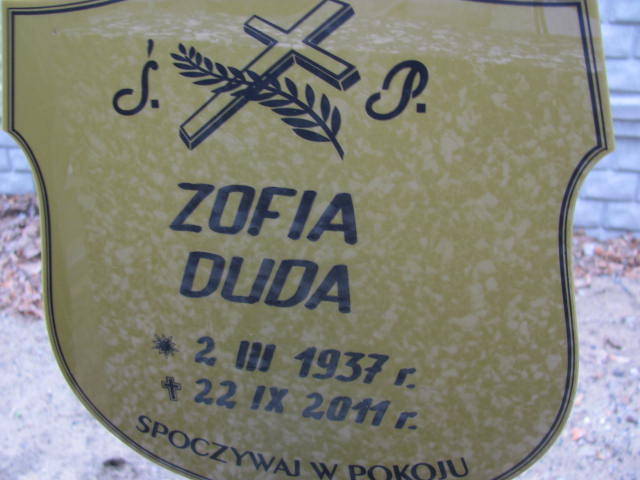 Ś. P.
ZOFIA
DUDA
2 III 1937 r.
22 IX 2011 r.
SPOCZYWAJ W POKOJU